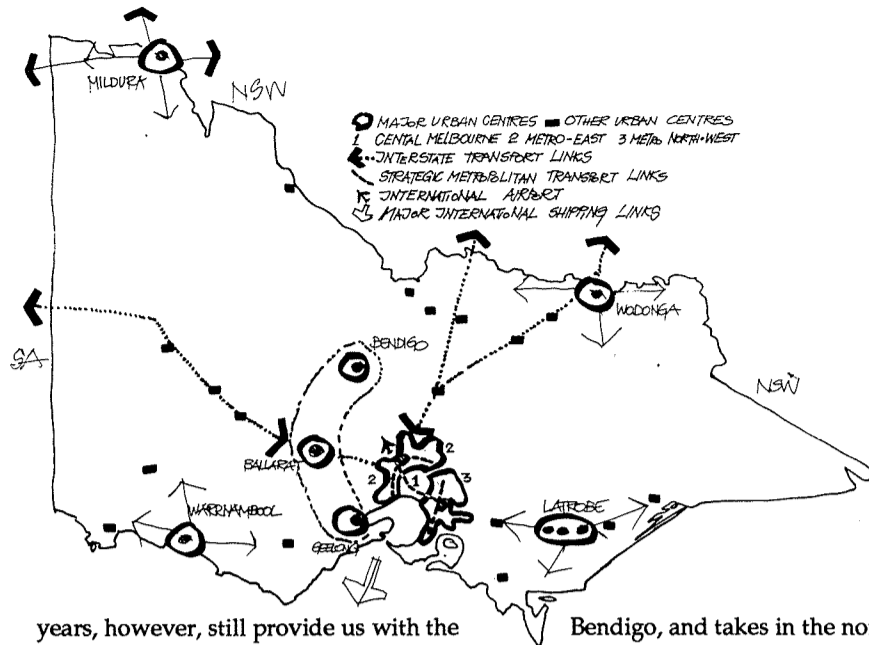 MILDURA
NSW
MAJOR URBAN CENTRES OTHER URBAN CENTRES
1 CENTAL MELBOURNE 2 METRO-EAST 3 METRO NORTH-WEST
INTERSTATE TRANSPORT LINKS
STRATEGIC METROPOLITAN TRANSPORT LINKS
INTERNATIONAL AIRPORT
MAJOR INTERNATIONAL SHIPPING LINKS
WODONGA
SA
BENDIGO
NSW
BALLARAT
2
2
1
3
WARRNAMBOOL
LATROBE
GEELONG
years, however, still provide us with the
Bendigo, and takes in the no